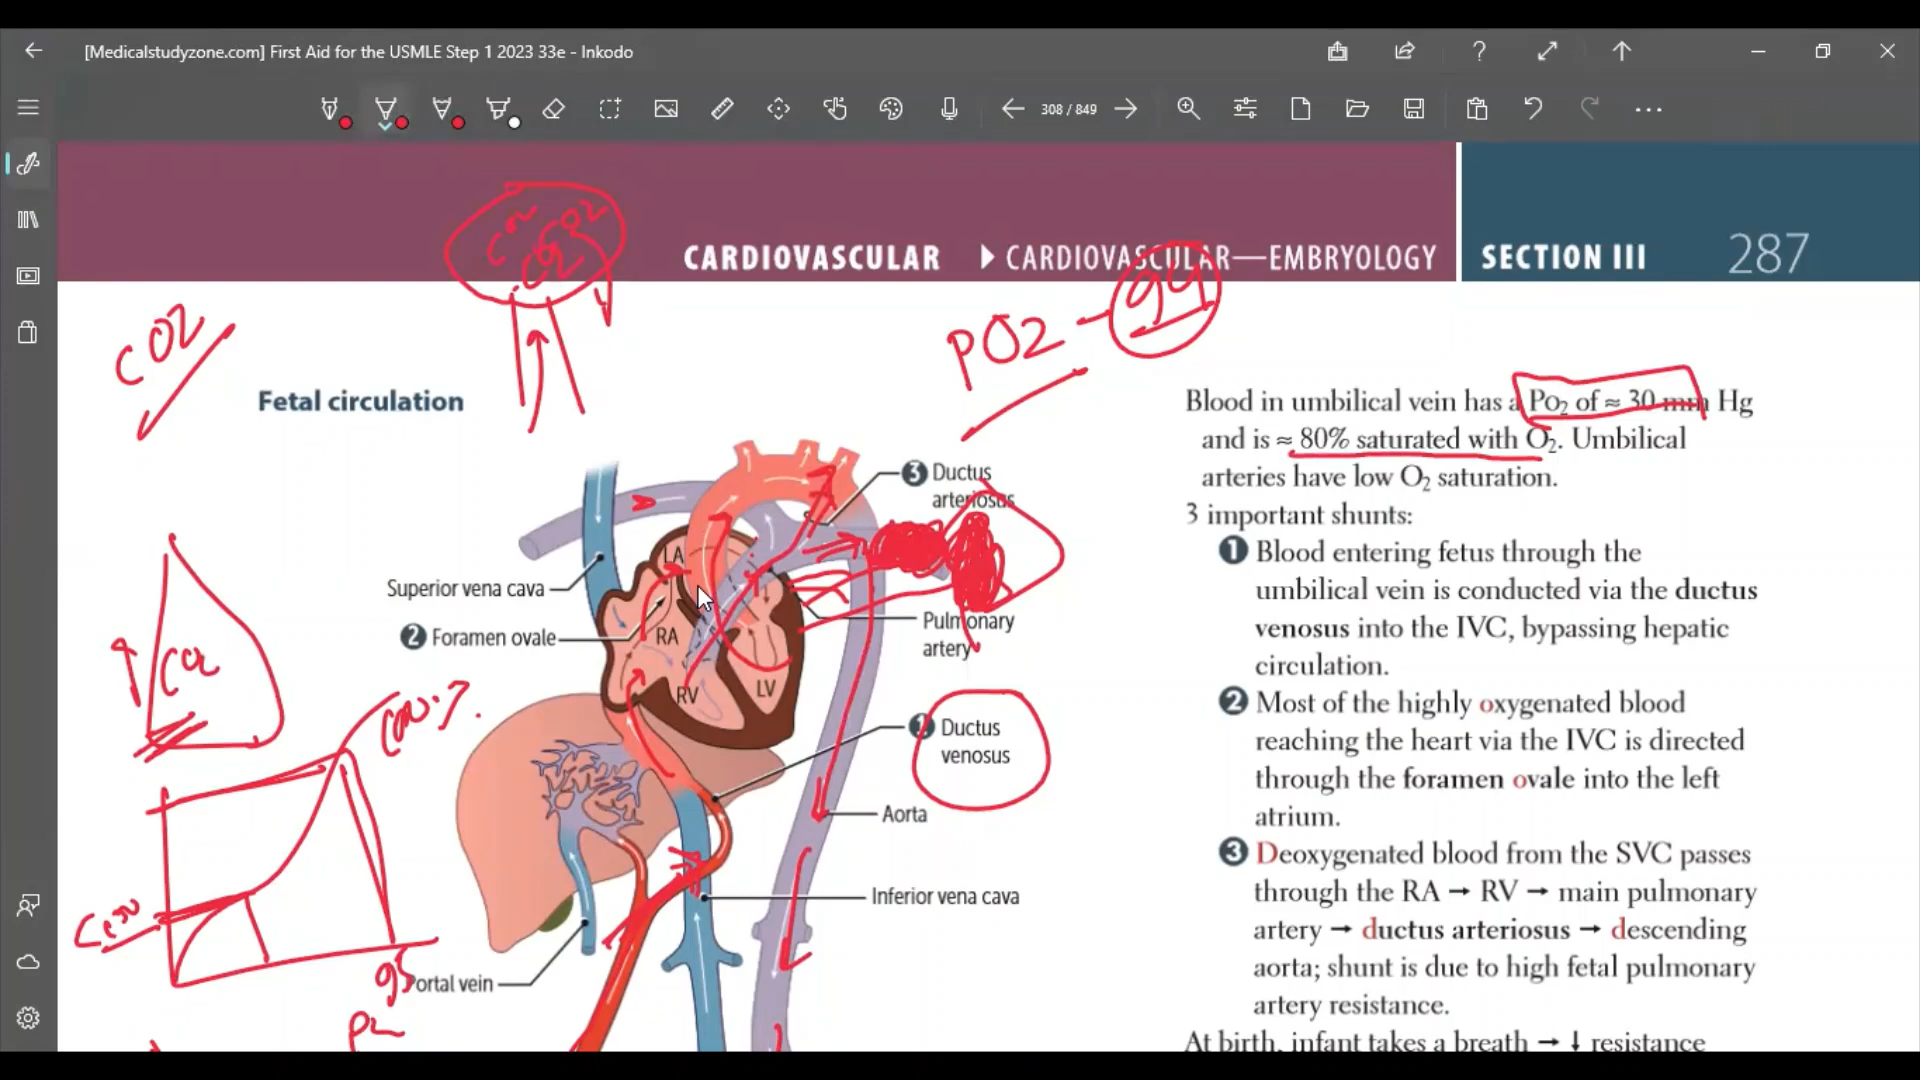 [Medicalstudyzone.com] First Aid for the USMLE Step 1 2023 33e - Inkodo
308 / 849
CARDIOVASCULAR ▶ CARDIOVASCULAR—EMBRYOLOGY
SECTION III 287
CO2
PO2
Fetal circulation
3 Ductus
arteriosus
LA
Superior vena cava
2 Foramen ovale
RA
Pulmonary
artery
RV
LV
1 Ductus
venosus
Aorta
Inferior vena cava
Portal vein
95
Blood in umbilical vein has a Po₂ of ≈ 30 mm Hg
and is ≈ 80% saturated with O₂. Umbilical
arteries have low O₂ saturation.
3 important shunts:
1 Blood entering fetus through the
umbilical vein is conducted via the ductus
venosus into the IVC, bypassing hepatic
circulation.
2 Most of the highly oxygenated blood
reaching the heart via the IVC is directed
through the foramen ovale into the left
atrium.
3 Deoxygenated blood from the SVC passes
through the RA → RV → main pulmonary
artery → ductus arteriosus → descending
aorta; shunt is due to high fetal pulmonary
artery resistance.
At birth, infant takes a breath → ↓ resistance